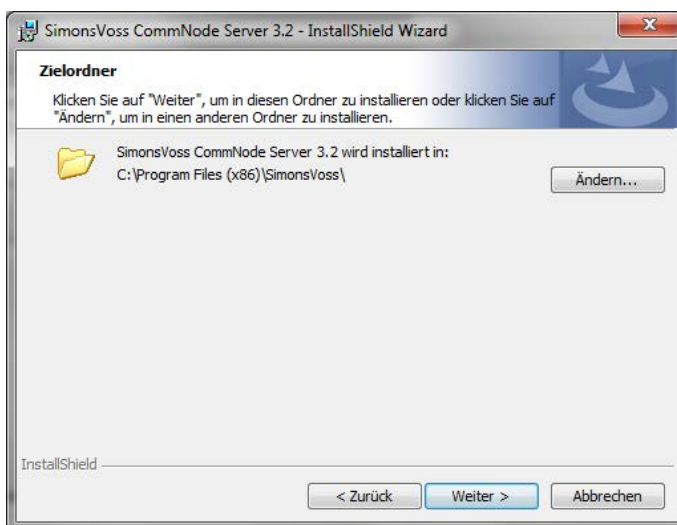 SimonsVoss CommNode Server 3.2 - InstallShield Wizard
Zielordner
Klicken Sie auf "Weiter", um in diesen Ordner zu installieren oder klicken Sie auf
"Ändern", um in einen anderen Ordner zu installieren.
SimonsVoss CommNode Server 3.2 wird installiert in:
C:\Program Files (x86)\SimonsVoss\
Ändern...
InstallShield
< Zurück
Weiter >
Abbrechen